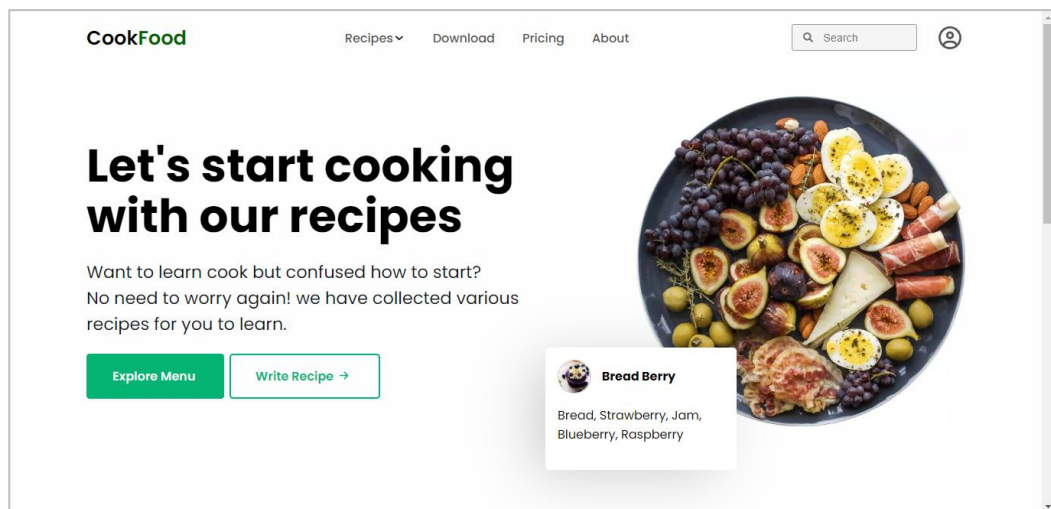 CookFood
Recipes
Download
Pricing
About
Search
Let's start cooking
with our recipes
Want to learn cook but confused how to start?
No need to worry again! we have collected various
recipes for you to learn.
Explore Menu
Write Recipe →
Bread Berry
Bread, Strawberry, Jam,
Blueberry, Raspberry